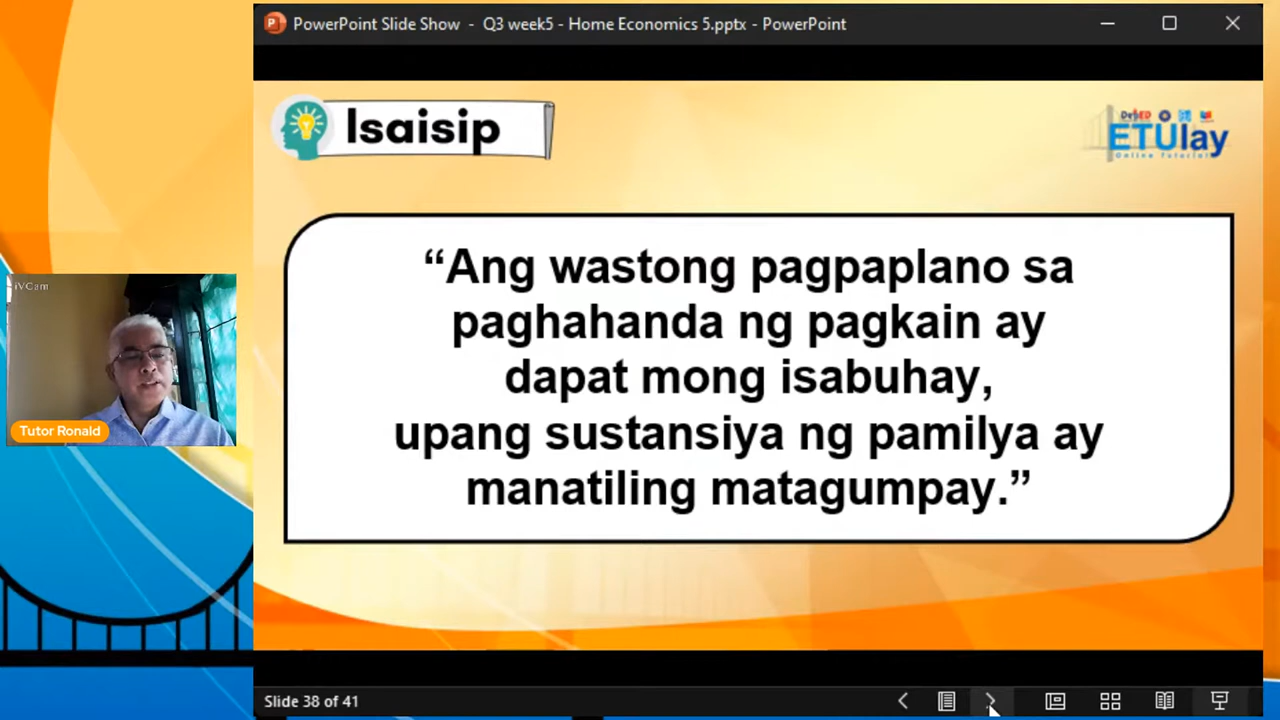 PowerPoint Slide Show - Q3 week5 - Home Economics 5.pptx - PowerPoint
Isaisip
DepED
ETUlay
Online Tutorial
“Ang wastong pagpaplano sa
paghahanda ng pagkain ay
dapat mong isabuhay,
upang sustansiya ng pamilya ay
manatiling matagumpay.”
iVCam
Tutor Ronald
Slide 38 of 41